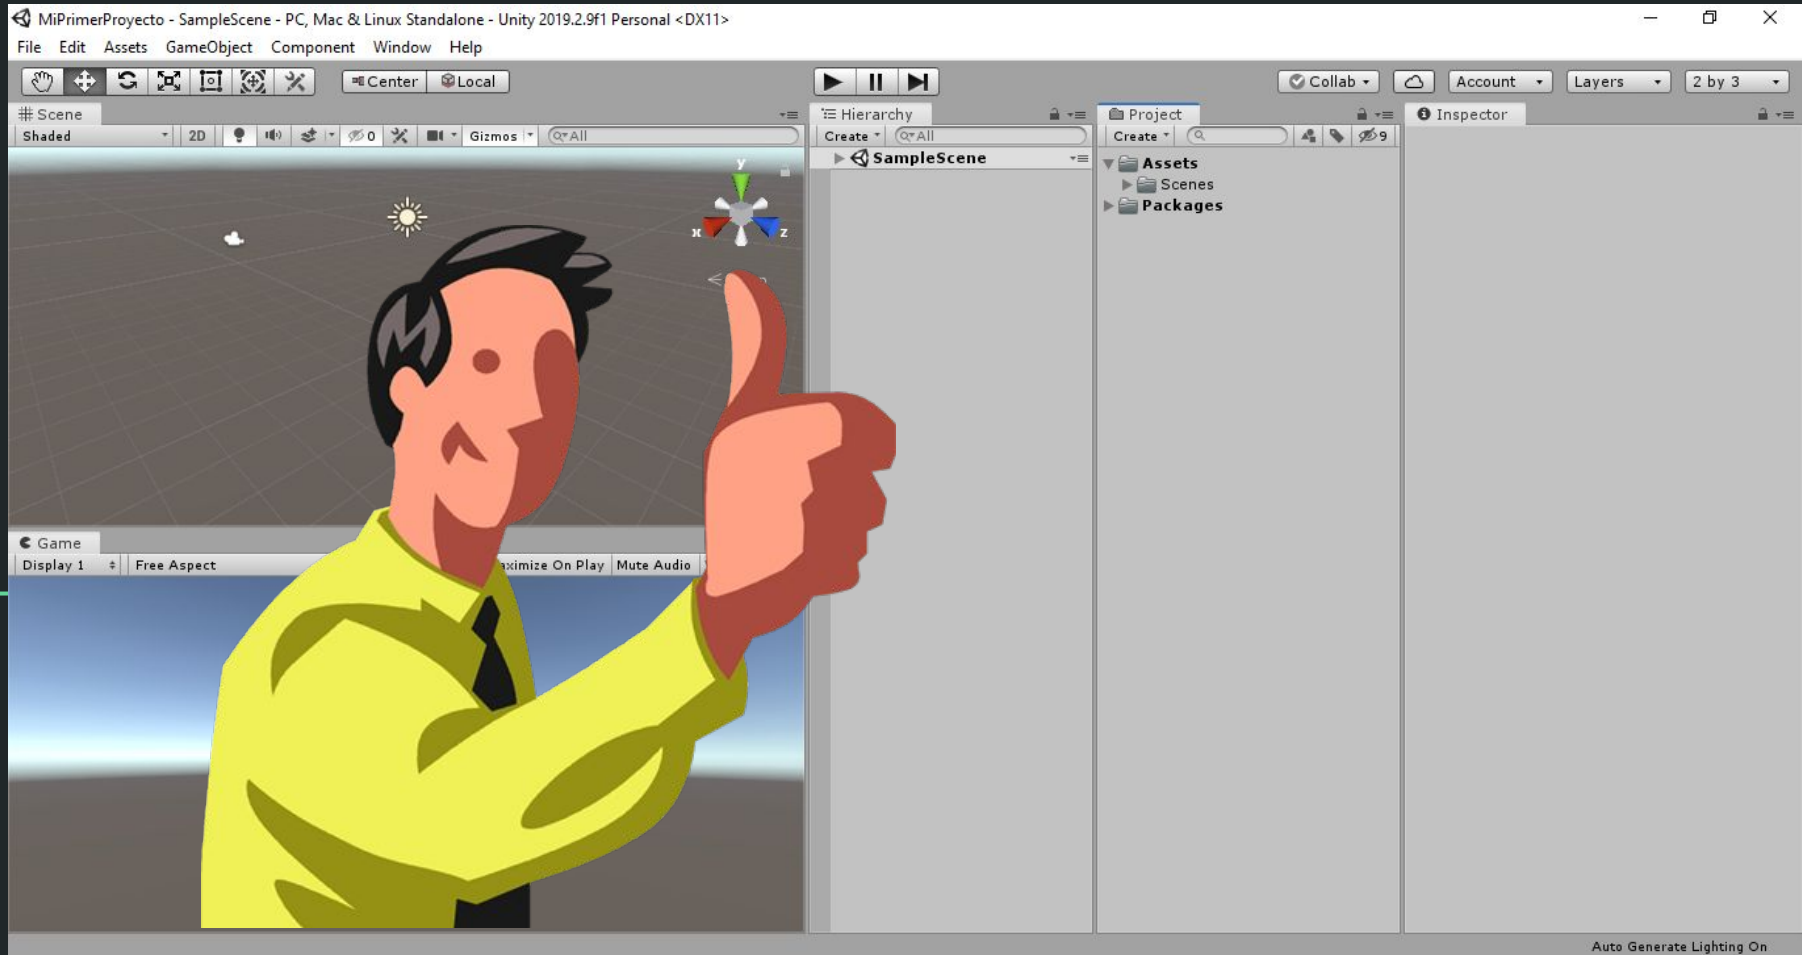 MiPrimerProyecto - SampleScene - PC, Mac & Linux Standalone - Unity 2019.2.9f1 Personal <DX11>
File Edit Assets GameObject Component Window Help
Center Local Collab Account Layers 2 by 3
Scene
Shaded 2D 0 Gizmos All
y
x z
Game
Display 1 Free Aspect On Play Mute Audio
Hierarchy
Create All
SampleScene
Project
Create 9
Assets
Scenes
Packages
Inspector
Auto Generate Lighting On